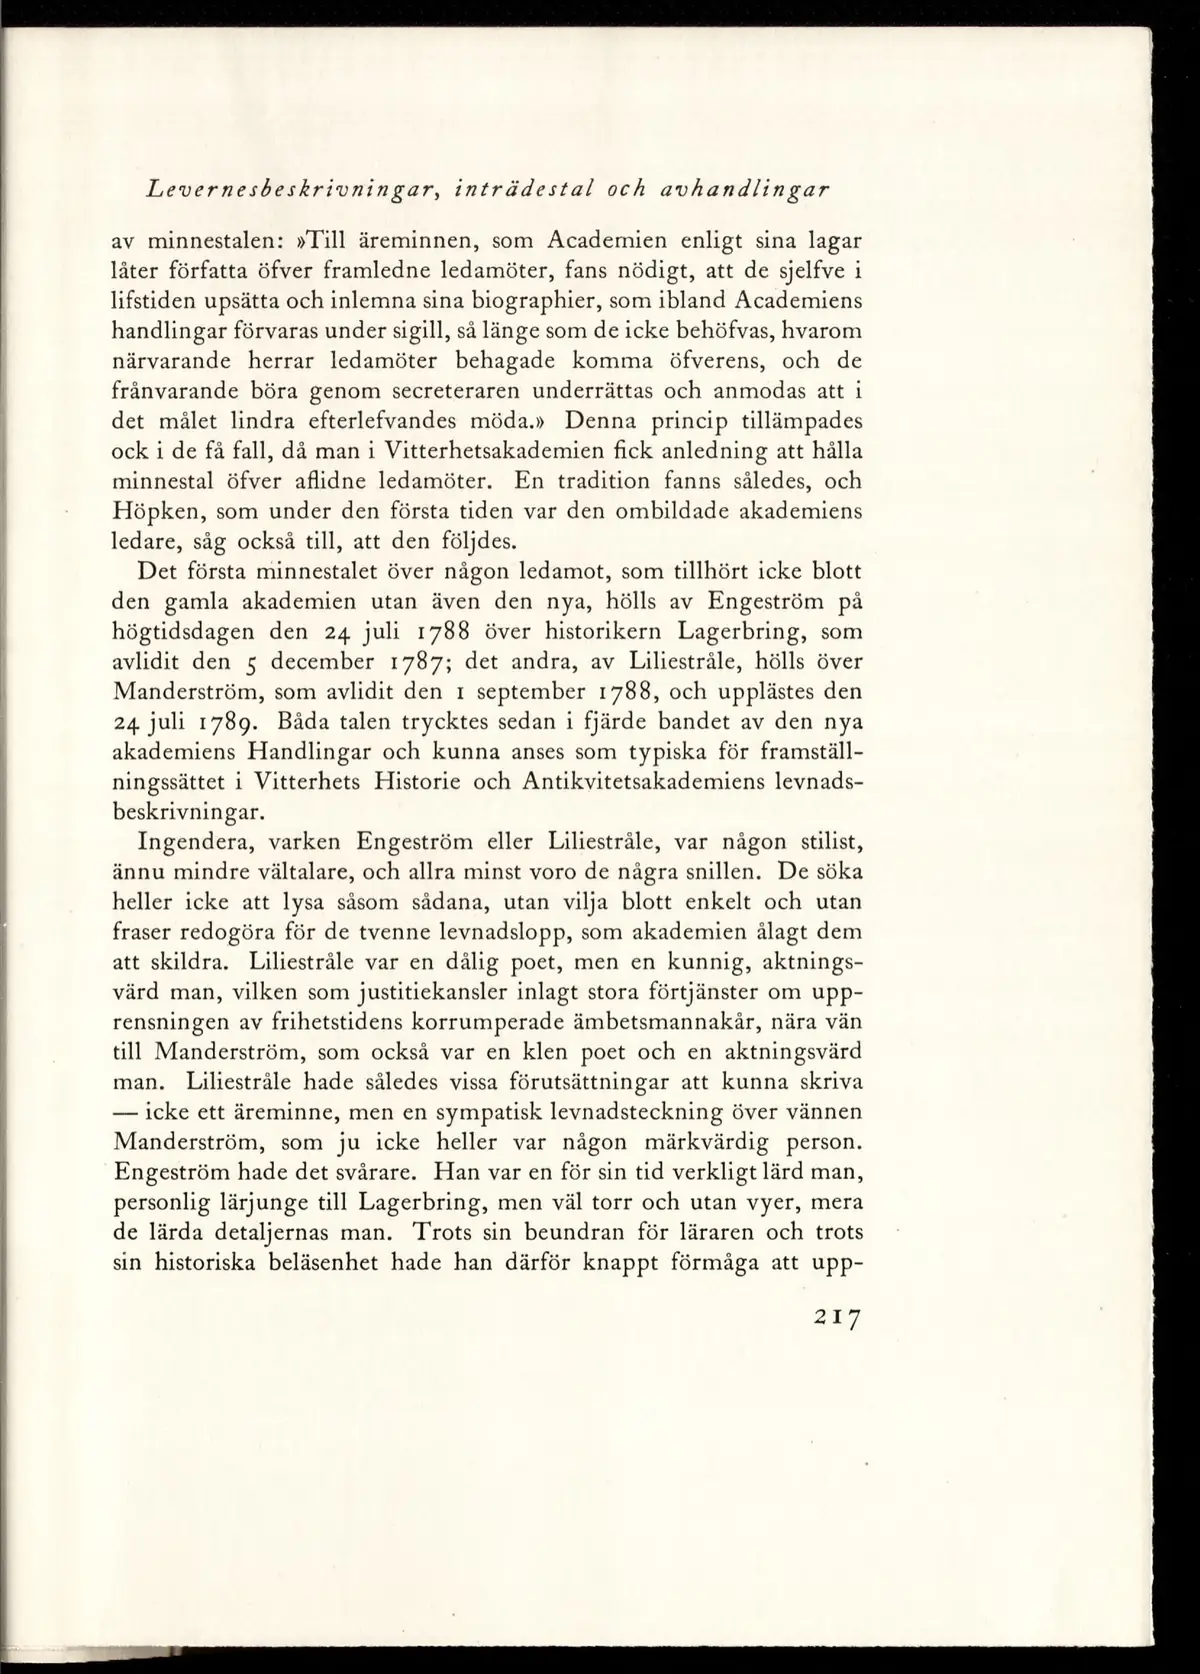 Levernesbeskrivningar, inträdestal och avhandlingar
av minnestalen: »Till äreminnen, som Academien enligt sina lagar
låter författa öfver framledne ledamöter, fans nödigt, att de sjelfve i
lifstiden upsätta och inlemna sina biographier, som ibland Academiens
handlingar förvaras under sigill, så länge som de icke behöfvas, hvarom
närvarande herrar ledamöter behagade komma öfverens, och de
frånvarande böra genom secreteraren underrättas och anmodas att i
det målet lindra efterlefvandes möda.» Denna princip tillämpades
ock i de få fall, då man i Vitterhetsakademien fick anledning att hålla
minnestal öfver aflidne ledamöter. En tradition fanns således, och
Höpken, som under den första tiden var den ombildade akademiens
ledare, såg också till, att den följdes.
Det första minnestalet över någon ledamot, som tillhört icke blott
den gamla akademien utan även den nya, hölls av Engeström på
högtidsdagen den 24 juli 1788 över historikern Lagerbring, som
avlidit den 5 december 1787; det andra, av Liliestråle, hölls över
Manderström, som avlidit den 1 september 1788, och upplästes den
24 juli 1789. Båda talen trycktes sedan i fjärde bandet av den nya
akademiens Handlingar och kunna anses som typiska för framställ-
ningssättet i Vitterhets Historie och Antikvitetsakademiens levnads-
beskrivningar.
Ingendera, varken Engeström eller Liliestråle, var någon stilist,
ännu mindre vältalare, och allra minst voro de några snillen. De söka
heller icke att lysa såsom sådana, utan vilja blott enkelt och utan
fraser redogöra för de tvenne levnadslopp, som akademien ålagt dem
att skildra. Liliestråle var en dålig poet, men en kunnig, aktnings-
värd man, vilken som justitiekansler inlagt stora förtjänster om upp-
rensningen av frihetstidens korrumperade ämbetsmannakår, nära vän
till Manderström, som också var en klen poet och en aktningsvärd
man. Liliestråle hade således vissa förutsättningar att kunna skriva
— icke ett äreminne, men en sympatisk levnadsteckning över vännen
Manderström, som ju icke heller var någon märkvärdig person.
Engeström hade det svårare. Han var en för sin tid verkligt lärd man,
personlig lärjunge till Lagerbring, men väl torr och utan vyer, mera
de lärda detaljernas man. Trots sin beundran för läraren och trots
sin historiska beläsenhet hade han därför knappt förmåga att upp-
217